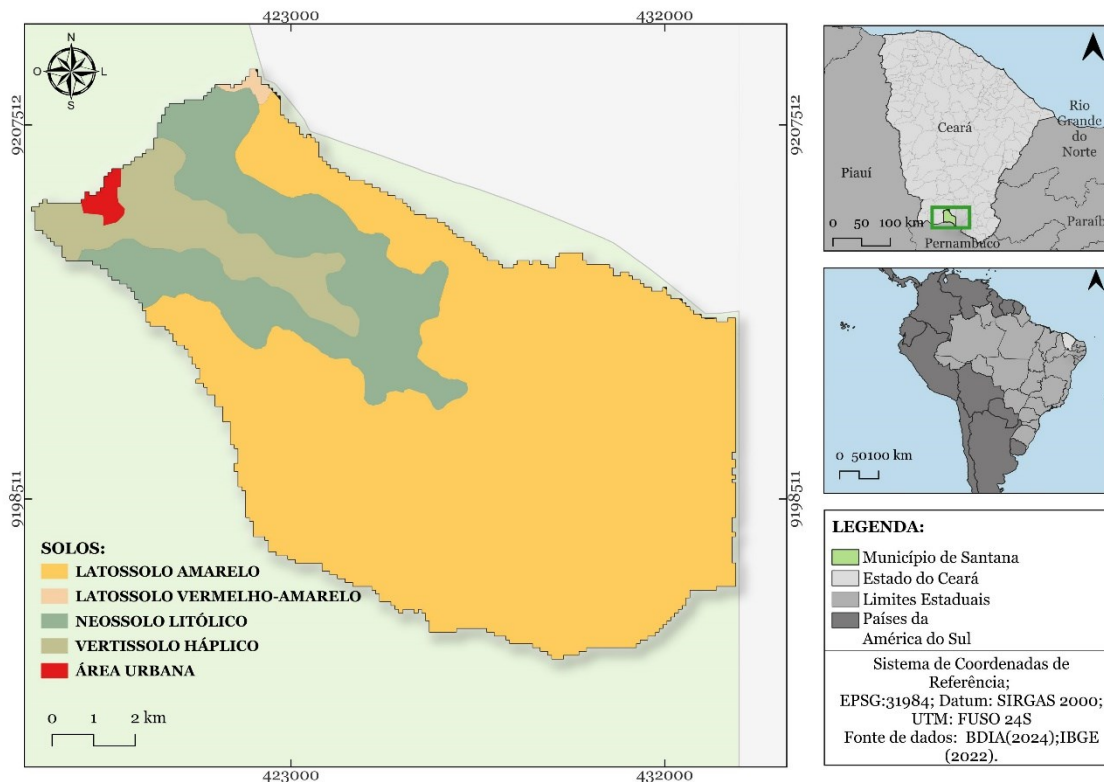 423000
432000
N
O
L
S
9207512
9207512
9198511
9198511
SOLOS:
LATOSSOLO AMARELO
LATOSSOLO VERMELHO-AMARELO
NEOSSOLO LITÓLICO
VERTISSOLO HÁPLICO
ÁREA URBANA
0 1 2 km
423000
432000
Ceará
Rio
Grande
do
Norte
Piauí
Paraíb
0 50 100 km
Pernambuco
0 50100 km
LEGENDA:
Município de Santana
Estado do Ceará
Limites Estaduais
Países da
América do Sul
Sistema de Coordenadas de
Referência;
EPSG:31984; Datum: SIRGAS 2000;
UTM: FUSO 24S
Fonte de dados: BDIA(2024);IBGE
(2022).